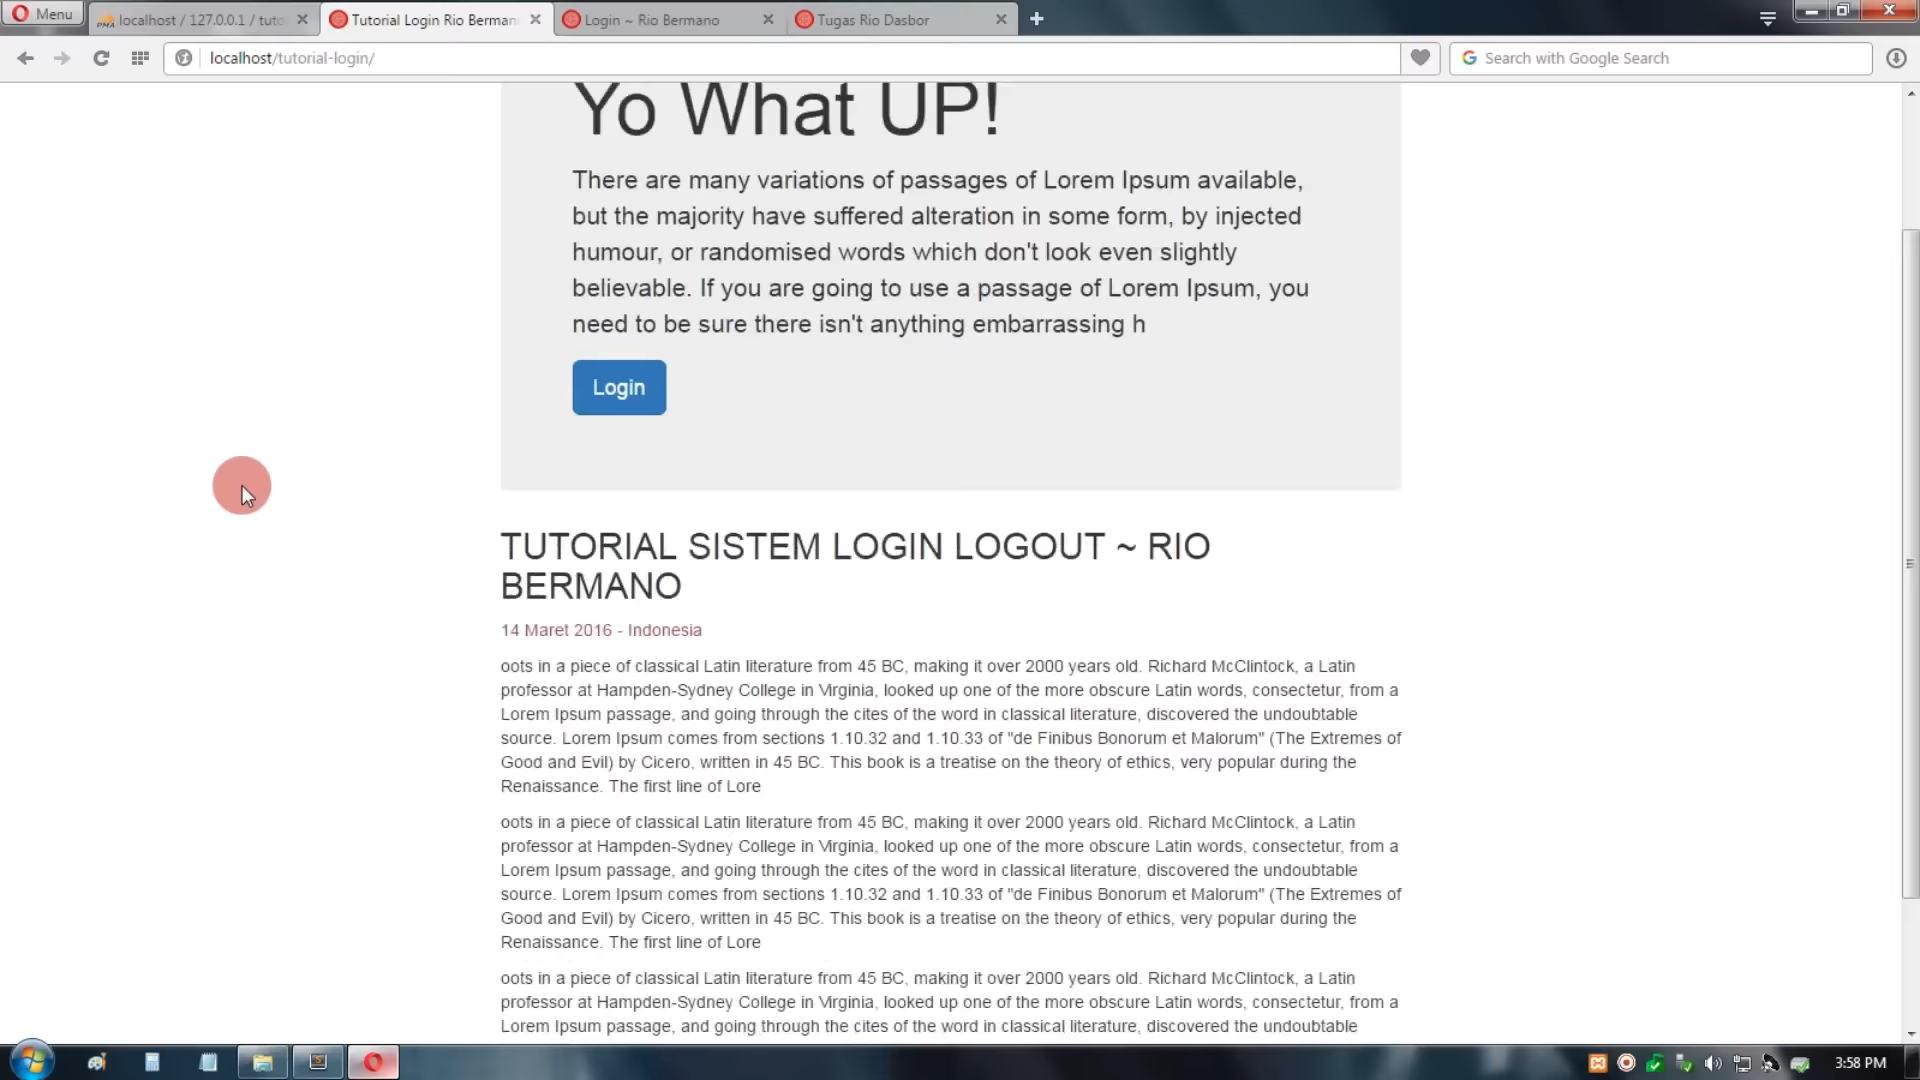 Menu
PMA localhost / 127.0.0.1 / tuto
Tutorial Login Rio Berman
Login ~ Rio Bermano
Tugas Rio Dasbor
localhost/tutorial-login/
Search with Google Search
Yo What UP!
There are many variations of passages of Lorem Ipsum available,
but the majority have suffered alteration in some form, by injected
humour, or randomised words which don't look even slightly
believable. If you are going to use a passage of Lorem Ipsum, you
need to be sure there isn't anything embarrassing h
Login
TUTORIAL SISTEM LOGIN LOGOUT ~ RIO
BERMANO
14 Maret 2016 - Indonesia
oots in a piece of classical Latin literature from 45 BC, making it over 2000 years old. Richard McClintock, a Latin
professor at Hampden-Sydney College in Virginia, looked up one of the more obscure Latin words, consectetur, from a
Lorem Ipsum passage, and going through the cites of the word in classical literature, discovered the undoubtable
source. Lorem Ipsum comes from sections 1.10.32 and 1.10.33 of "de Finibus Bonorum et Malorum" (The Extremes of
Good and Evil) by Cicero, written in 45 BC. This book is a treatise on the theory of ethics, very popular during the
Renaissance. The first line of Lore
oots in a piece of classical Latin literature from 45 BC, making it over 2000 years old. Richard McClintock, a Latin
professor at Hampden-Sydney College in Virginia, looked up one of the more obscure Latin words, consectetur, from a
Lorem Ipsum passage, and going through the cites of the word in classical literature, discovered the undoubtable
source. Lorem Ipsum comes from sections 1.10.32 and 1.10.33 of "de Finibus Bonorum et Malorum" (The Extremes of
Good and Evil) by Cicero, written in 45 BC. This book is a treatise on the theory of ethics, very popular during the
Renaissance. The first line of Lore
oots in a piece of classical Latin literature from 45 BC, making it over 2000 years old. Richard McClintock, a Latin
professor at Hampden-Sydney College in Virginia, looked up one of the more obscure Latin words, consectetur, from a
Lorem Ipsum passage, and going through the cites of the word in classical literature, discovered the undoubtable
3:58 PM